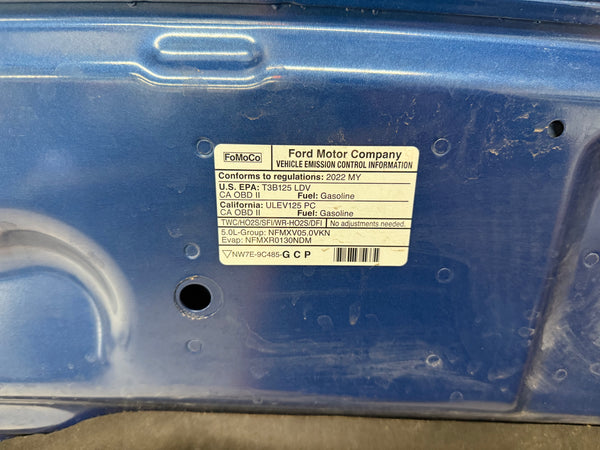 FoMoCo
Ford Motor Company
VEHICLE EMISSION CONTROL INFORMATION
Conforms to regulations: 2022 MY
U.S. EPA: T3B125 LDV
CA OBD II Fuel: Gasoline
California: ULEV125 PC
CA OBD II Fuel: Gasoline
TWC/HO2S/SFI/WR-HO2S/DFI No adjustments needed.
5.0L-Group: NFMXV05.0VKN
Evap: NFMXR0130NDM
NW7E-9C485-G C P